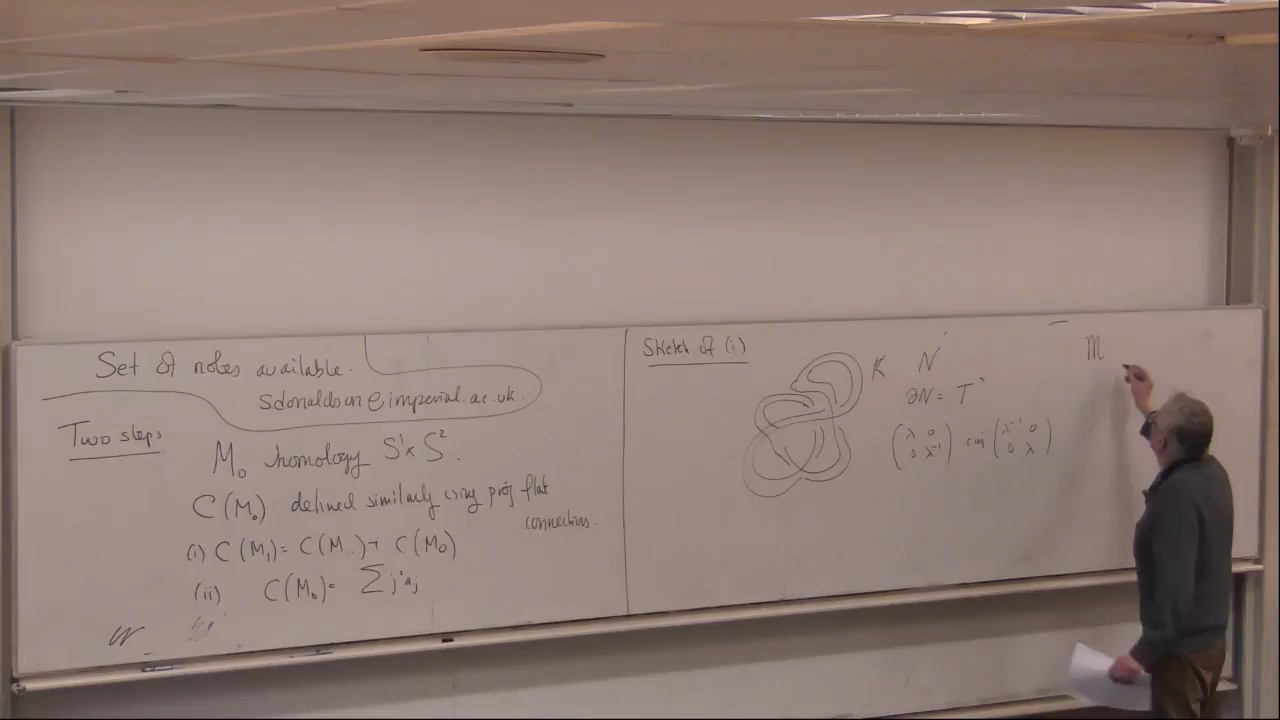 Set of notes available.
sdonaldson@imperial.ac.uk.
Two steps
M₀ homology S¹×S².
C(M₀) defined similarly using proj. flat
connections.
(i) C(M₁) = C(M) + C(M₀)
(ii) C(M₀) = ∑ j²aⱼ
Sketch of (i)
K N
∂N = T²
(λ 0 conj (λ⁻¹ 0
0 λ⁻¹) 0 λ)
M